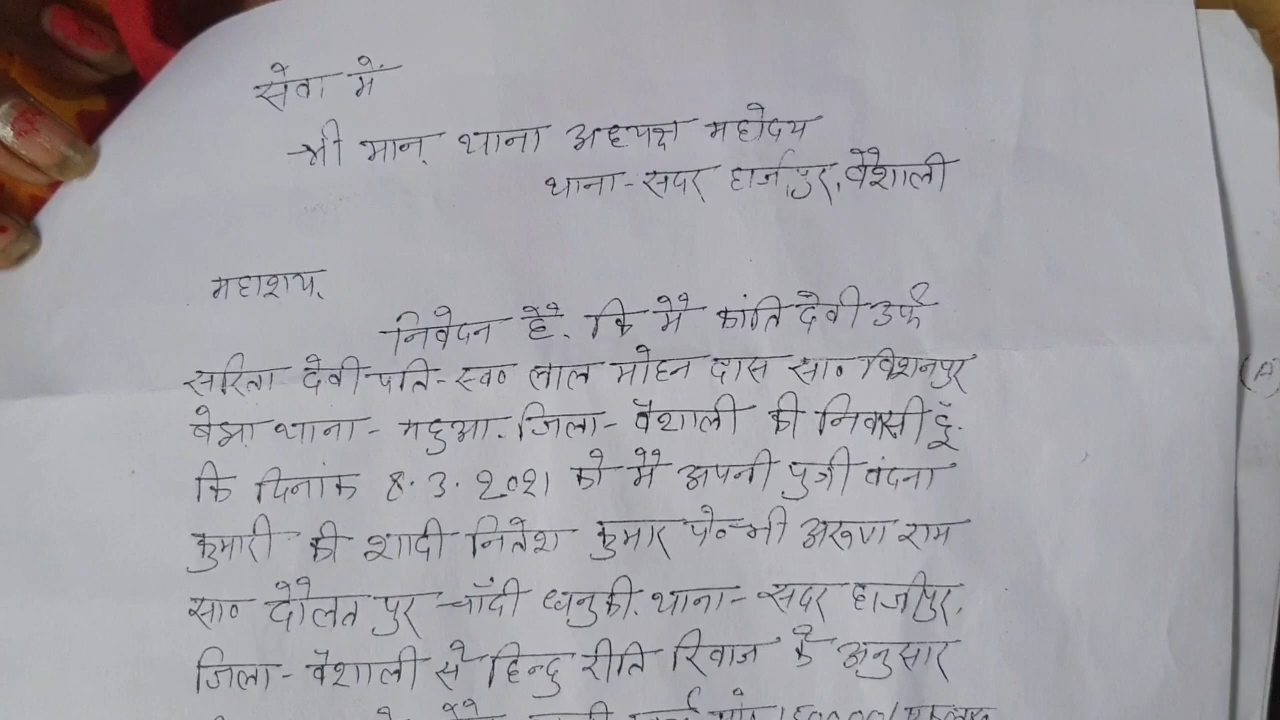 सेवा में
श्री मान् थाना अध्यक्ष महोदय
थाना - सदर हाजीपुर, वैशाली
महाशय,
निवेदन है. कि मैं कांति देवी उर्फ
सरिता देवी पति - स्व० लाल मोहन दास सा० विशनपुर
बेझा थाना - महुआ. जिला - वैशाली की निवासी हूँ.
कि दिनांक 8.3.2021 को मैं अपनी पुत्री वंदना
कुमारी की शादी नितेश कुमार पे० श्री अरूण राम
सा० दौलत पुर चाँदी धनुकी. थाना - सदर हाजीपुर,
जिला - वैशाली से हिन्दु रीति रिवाज के अनुसार